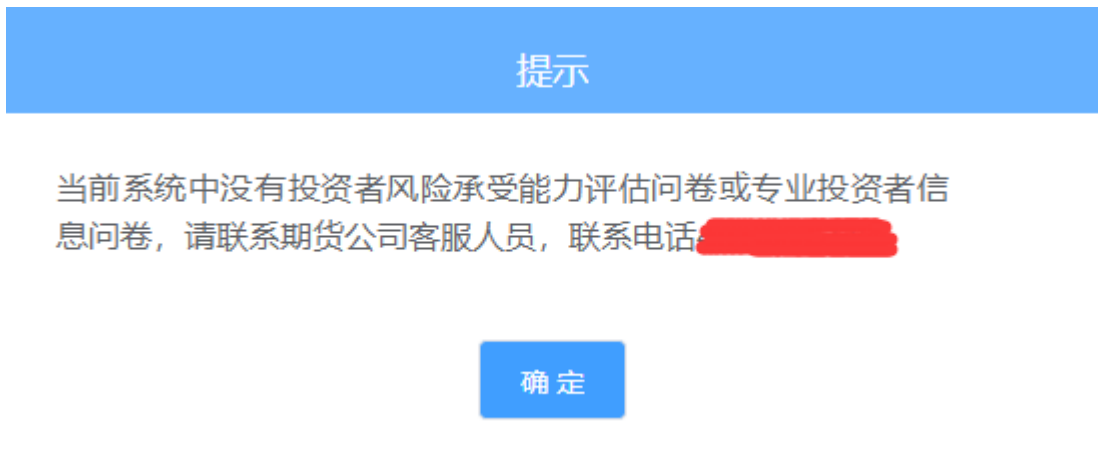 提示
当前系统中没有投资者风险承受能力评估问卷或专业投资者信
息问卷，请联系期货公司客服人员，联系电话
确定